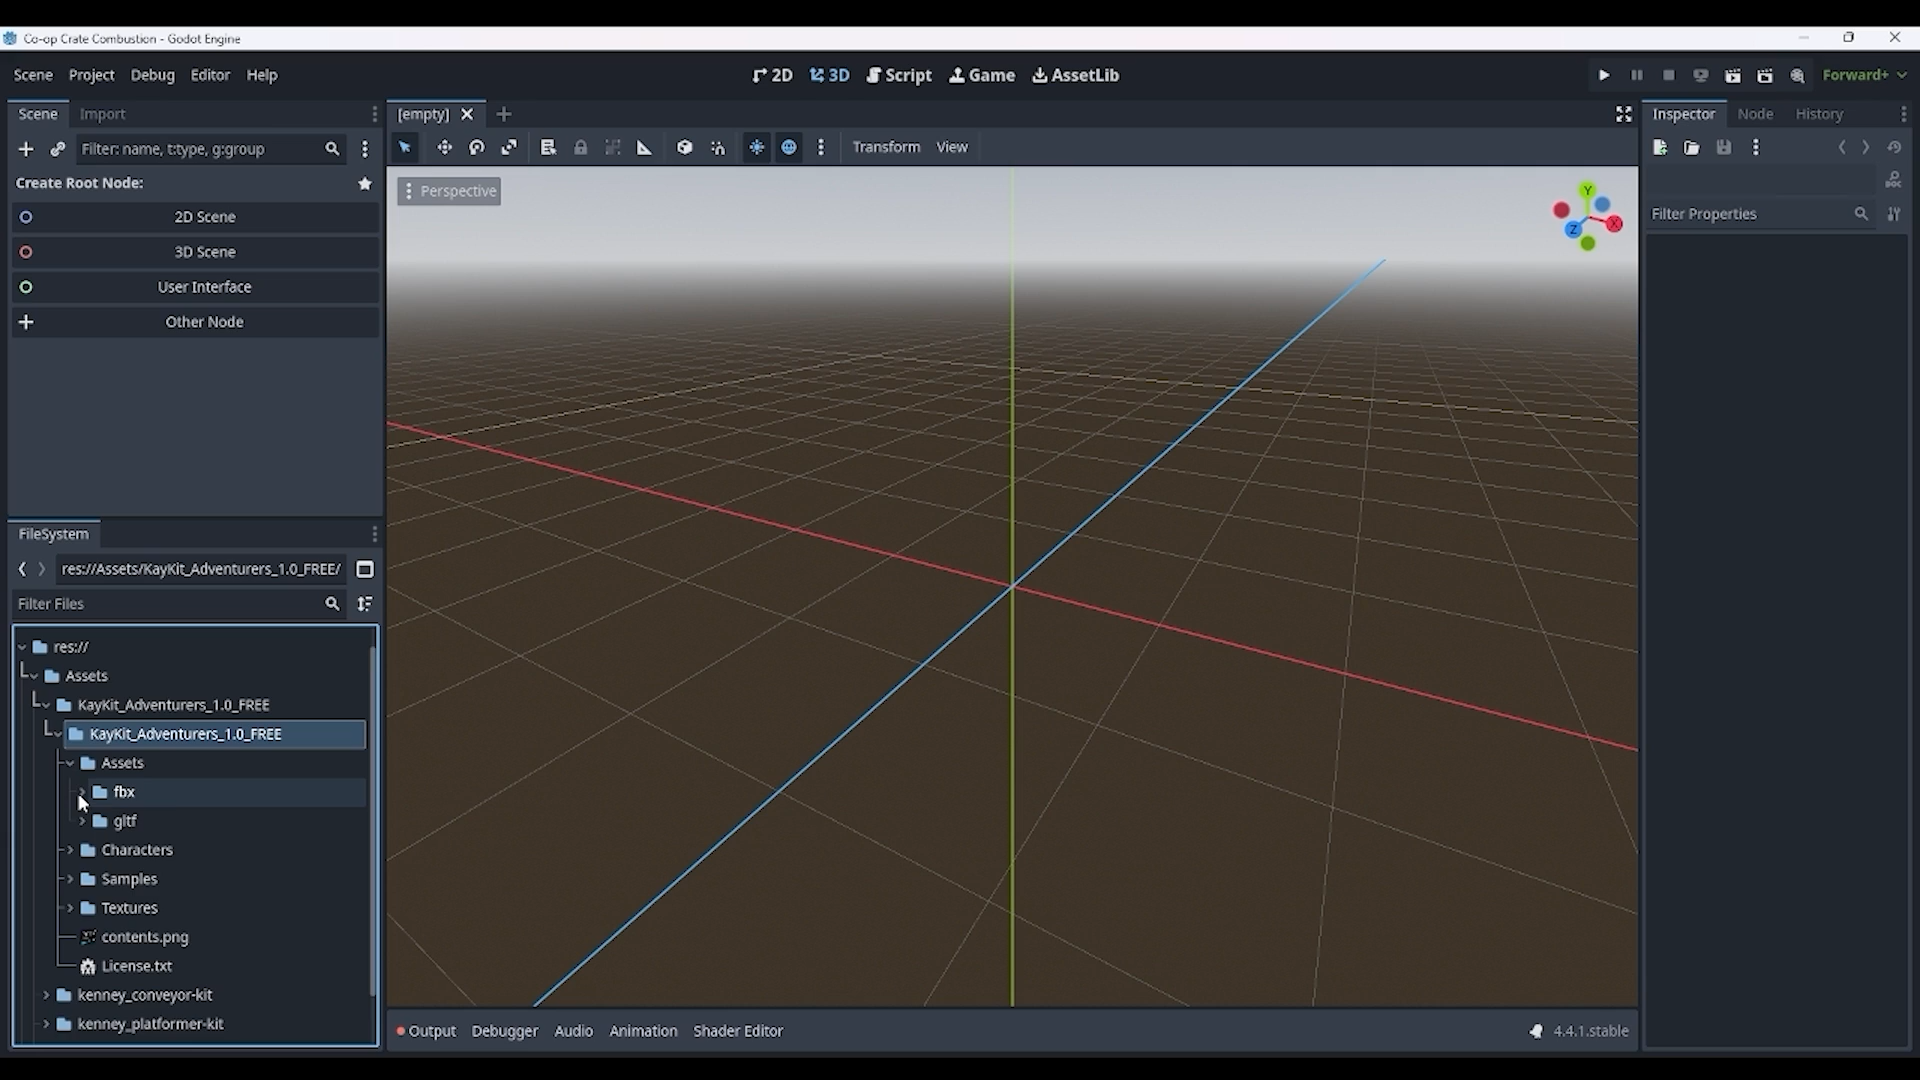 Co-op Crate Combustion - Godot Engine
Scene Project Debug Editor Help
2D 3D Script Game AssetLib
Forward+
Scene Import
[empty]
Inspector Node History
Filter: name, t:type, g:group
Transform View
Create Root Node:
Perspective
Y
X
Z
Filter Properties
2D Scene
3D Scene
User Interface
Other Node
FileSystem
res://Assets/KayKit_Adventurers_1.0_FREE/
Filter Files
res://
Assets
KayKit_Adventurers_1.0_FREE
KayKit_Adventurers_1.0_FREE
Assets
fbx
gltf
Characters
Samples
Textures
contents.png
License.txt
kenney_conveyor-kit
kenney_platformer-kit
Output Debugger Audio Animation Shader Editor
4.4.1.stable